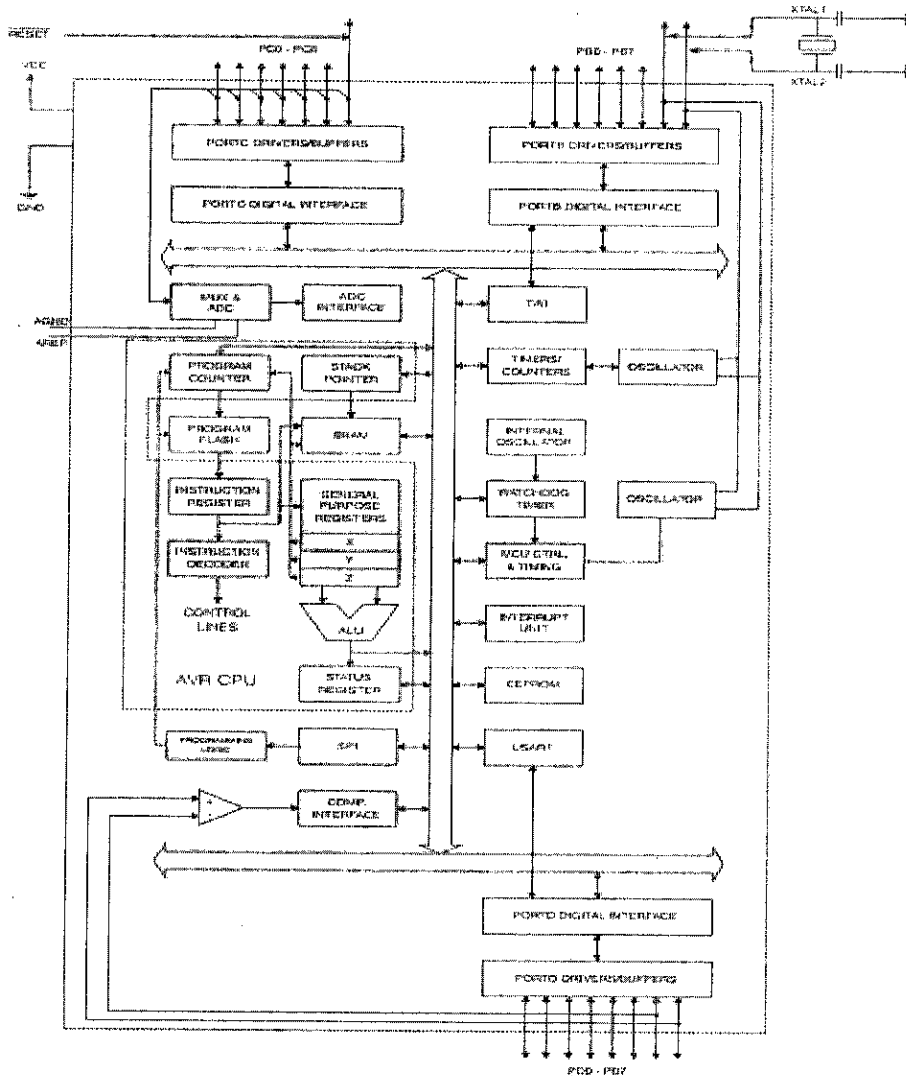 RESET
XTAL1
PC0 - PC6
PB0 - PB7
VCC
XTAL2
PORTC DRIVERS/BUFFERS
PORTB DRIVERS/BUFFERS
PORTC DIGITAL INTERFACE
PORTB DIGITAL INTERFACE
GND
MUX &
ADC
ADC
INTERFACE
TWI
AGND
AREF
PROGRAM
COUNTER
STACK
POINTER
TIMERS/
COUNTERS
OSCILLATOR
PROGRAM
FLASH
SRAM
INTERNAL
OSCILLATOR
INSTRUCTION
REGISTER
GENERAL
PURPOSE
REGISTERS
WATCHDOG
TIMER
OSCILLATOR
X
INSTRUCTION
DECODER
Y
MCU CTRL.
& TIMING
Z
CONTROL
LINES
ALU
INTERRUPT
UNIT
AVR CPU
STATUS
REGISTER
EEPROM
PROGRAMMING
LOGIC
SPI
USART
+
-
COMP.
INTERFACE
PORTD DIGITAL INTERFACE
PORTD DRIVERS/BUFFERS
PD0 - PD7